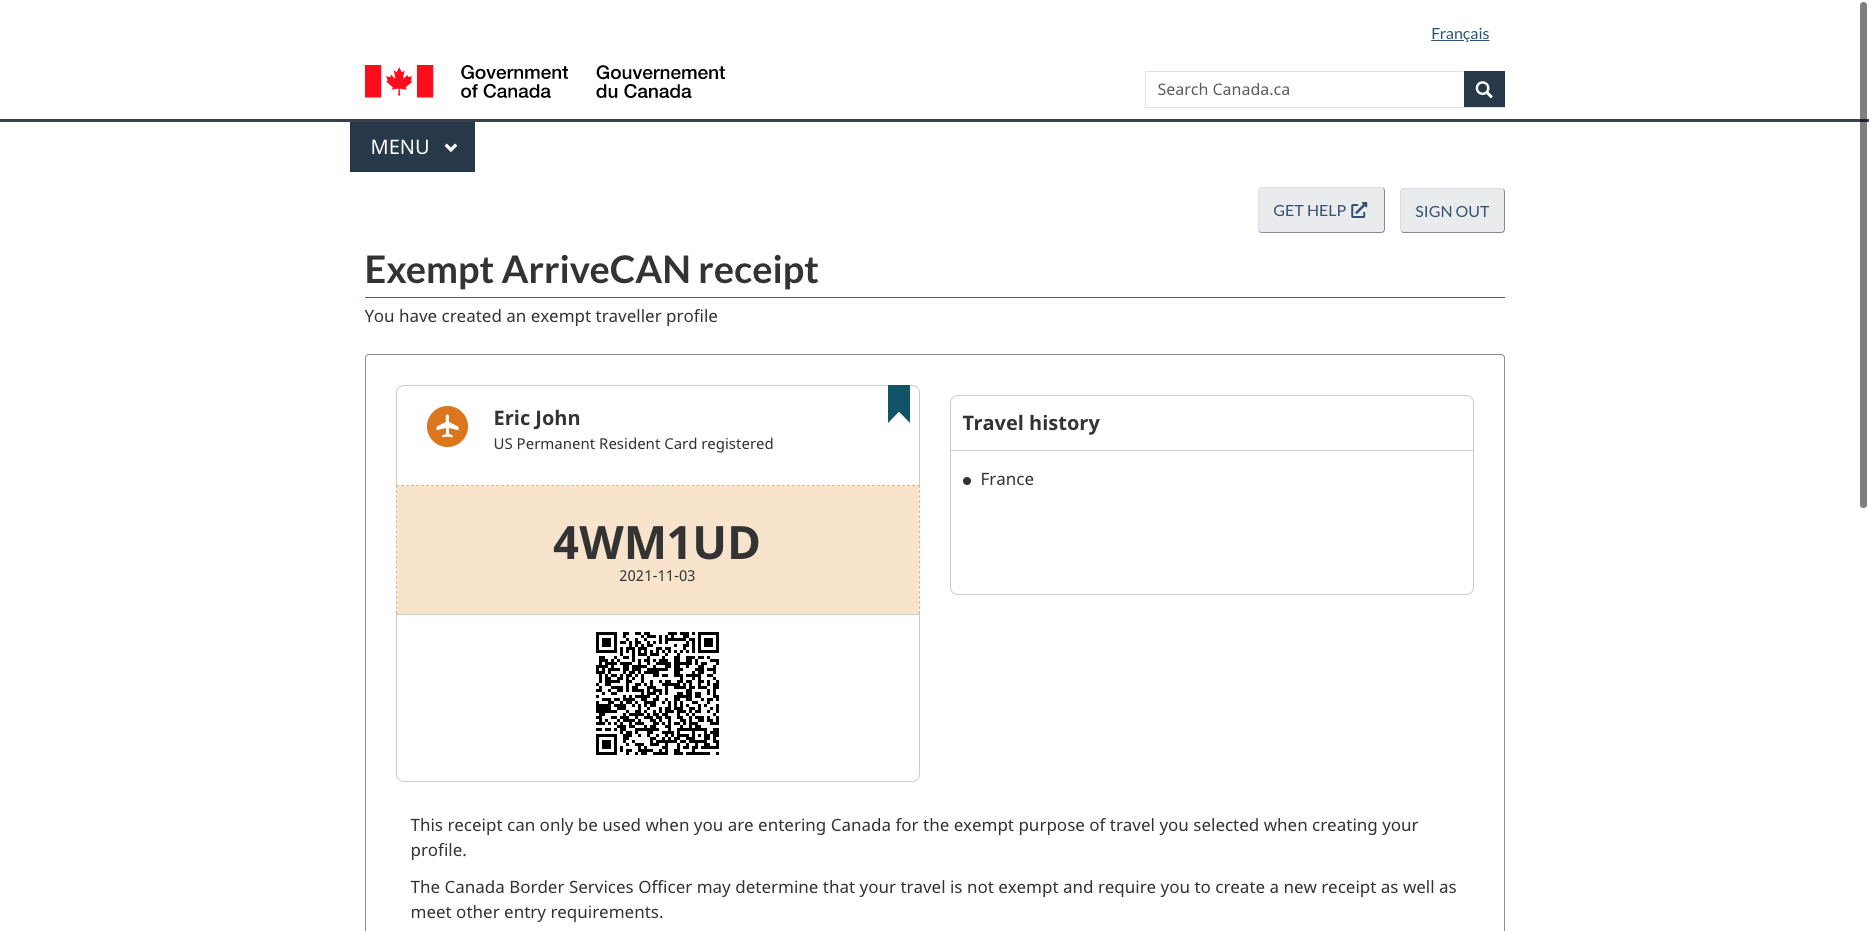 Français
Government
of Canada
Gouvernement
du Canada
Search Canada.ca
MENU
GET HELP
SIGN OUT
Exempt ArriveCAN receipt
You have created an exempt traveller profile
Eric John
US Permanent Resident Card registered
4WM1UD
2021-11-03
Travel history
France
This receipt can only be used when you are entering Canada for the exempt purpose of travel you selected when creating your
profile.
The Canada Border Services Officer may determine that your travel is not exempt and require you to create a new receipt as well as
meet other entry requirements.